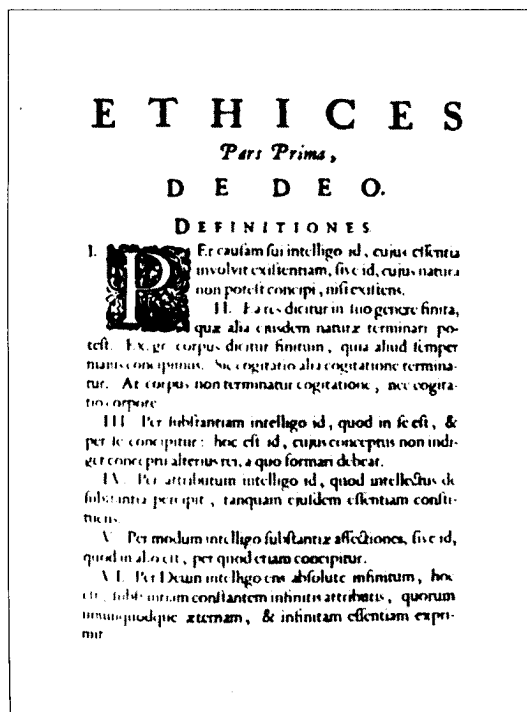 ETHICES
Pars Prima,
DE DEO.
DEFINITIONES
I. PEr causam sui intelligo id, cujus essentia
involvit existentiam, sive id, cujus natura
non potest concipi, nisi existens.
II. Ea res dicitur in suo genere finita,
quæ alia ejusdem naturæ terminari po-
test. Ex. gr. corpus dicitur finitum, quia aliud semper
majus concipimus. Sic cogitatio alia cogitatione termina-
tur. At corpus non terminatur cogitatione, nec cogita-
tio corpore
III. Per substantiam intelligo id, quod in se est, &
per se concipitur: hoc est id, cujus conceptus non indi-
get conceptu alterius rei, a quo formari debeat.
IV. Per attributum intelligo id, quod intellectus de
substantia percipit, tanquam ejusdem essentiam consti-
tuens.
V. Per modum intelligo substantiæ affectiones, sive id,
quod in alio est, per quod etiam concipitur.
VI. Per Deum intelligo ens absolute infinitum, hoc
est, substantiam constantem infinitis attributis, quorum
unumquodque æternam, & infinitam essentiam expri-
mit